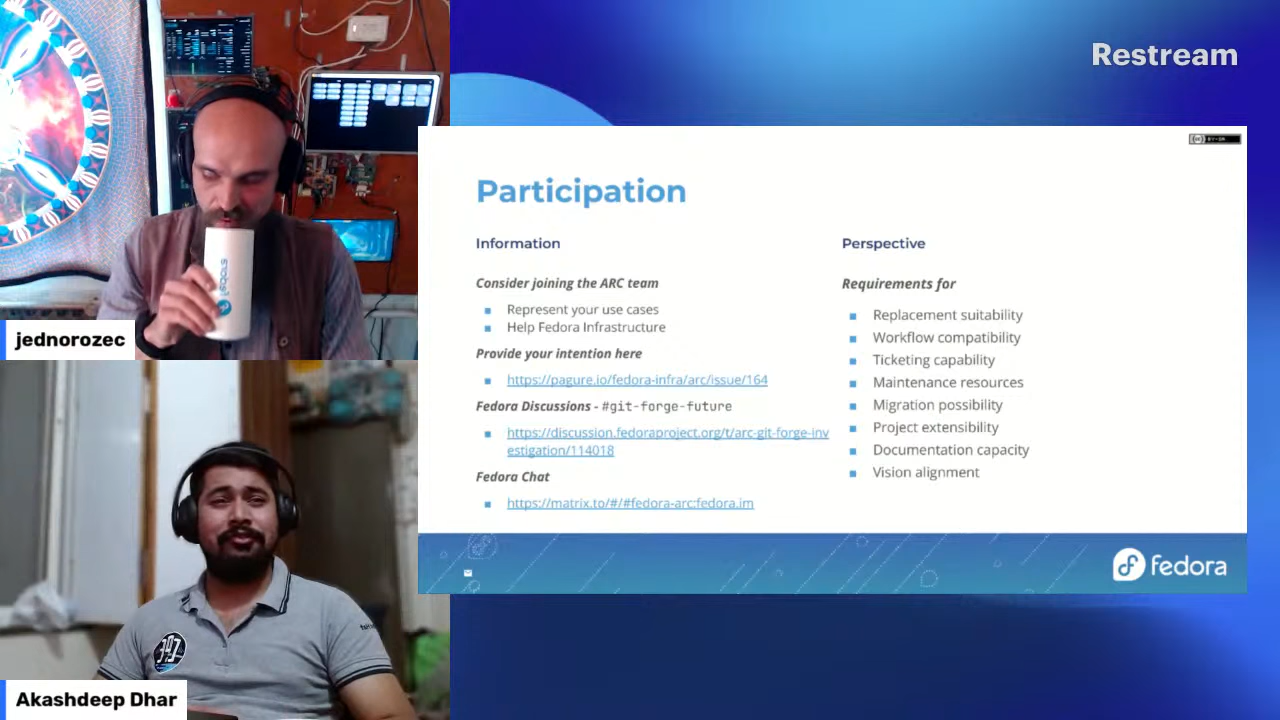 Restream
BY-SA
Participation
Information
Consider joining the ARC team
Represent your use cases
Help Fedora Infrastructure
Provide your intention here
https://pagure.io/fedora-infra/arc/issue/164
Fedora Discussions - #git-forge-future
https://discussion.fedoraproject.org/t/arc-git-forge-inv
estigation/114018
Fedora Chat
https://matrix.to/#/#fedora-arc:fedora.im
Perspective
Requirements for
Replacement suitability
Workflow compatibility
Ticketing capability
Maintenance resources
Migration possibility
Project extensibility
Documentation capacity
Vision alignment
fedora
fedora
jednorozec
Akashdeep Dhar